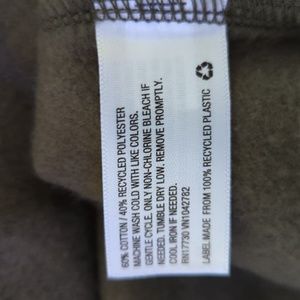 60% COTTON / 40% RECYCLED POLYESTER
MACHINE WASH COLD WITH LIKE COLORS.
GENTLE CYCLE. ONLY NON-CHLORINE BLEACH IF
NEEDED. TUMBLE DRY LOW. REMOVE PROMPTLY.
COOL IRON IF NEEDED.
RN17730 VN1042782
LABEL MADE FROM 100% RECYCLED PLASTIC